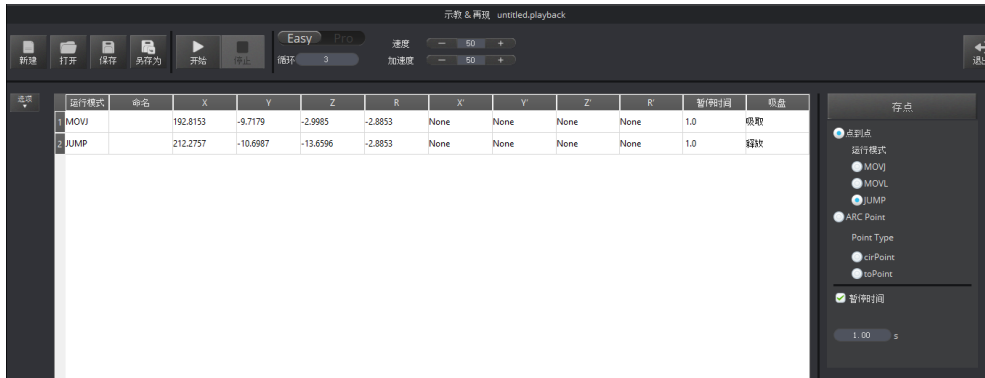 示教 & 再现 untitled.playback
新建 打开 保存 另存为 开始 停止 Easy Pro 速度 — 50 + 退出
循环 3 加速度 — 50 +
选项 运行模式 命名 X Y Z R X' Y' Z' R' 暂停时间 吸盘 存点
1 MOVJ 192.8153 -9.7179 -2.9985 -2.8853 None None None None 1.0 吸取
2 JUMP 212.2757 -10.6987 -13.6596 -2.8853 None None None None 1.0 释放
点到点
运行模式
MOVJ
MOVL
JUMP
ARC Point
Point Type
cirPoint
toPoint
暂停时间
1.00 s